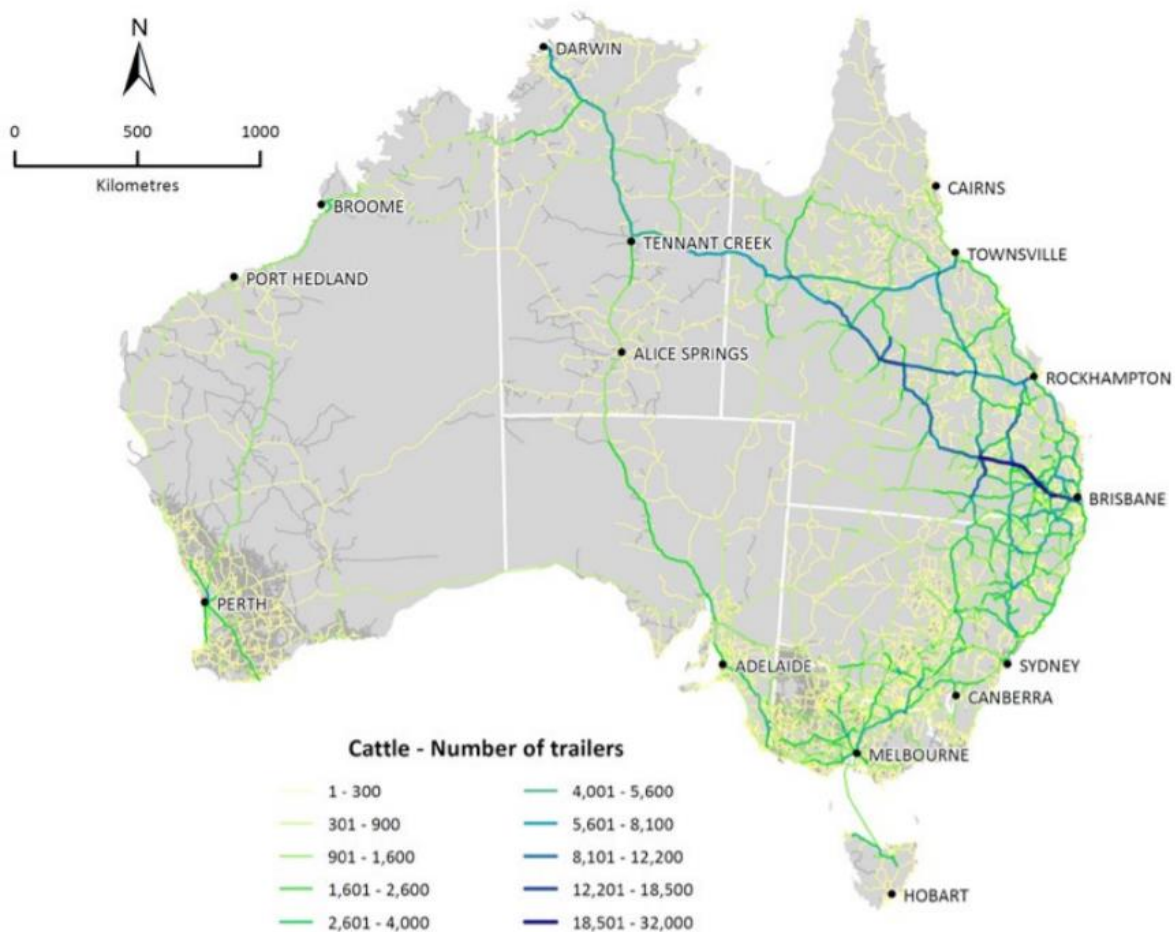 N
0 500 1000
Kilometres
DARWIN
CAIRNS
BROOME
TENNANT CREEK
TOWNSVILLE
PORT HEDLAND
ALICE SPRINGS
ROCKHAMPTON
BRISBANE
PERTH
ADELAIDE
SYDNEY
CANBERRA
MELBOURNE
HOBART
Cattle - Number of trailers
1 - 300
301 - 900
901 - 1,600
1,601 - 2,600
2,601 - 4,000
4,001 - 5,600
5,601 - 8,100
8,101 - 12,200
12,201 - 18,500
18,501 - 32,000